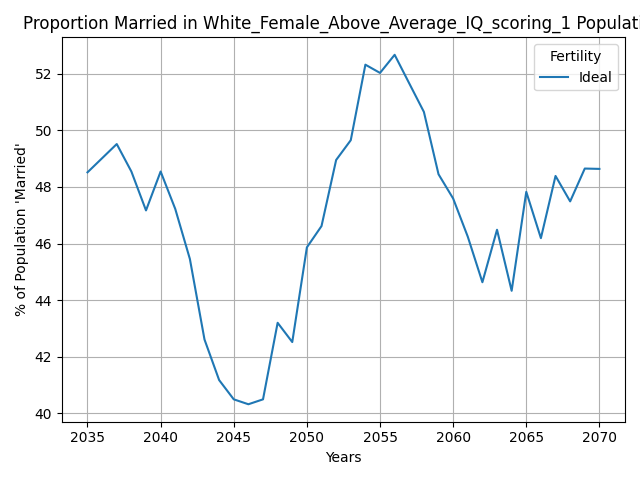 Proportion Married in White_Female_Above_Average_IQ_scoring_1 Populati
Fertility
Ideal
% of Population 'Married'
52
50
48
46
44
42
40
2035 2040 2045 2050 2055 2060 2065 2070
Years